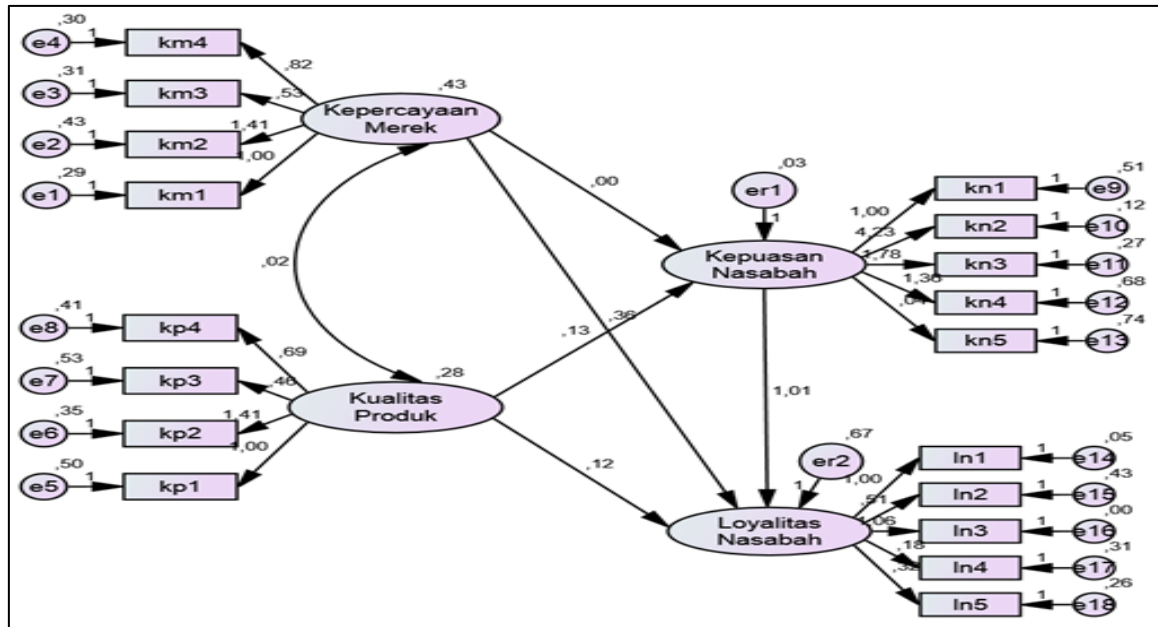 ,30
e4
1
km4
,31
e3
1
km3
,43
e2
1
km2
,29
e1
1
km1
,82
,53
1,41
1,00
,43
Kepercayaan
Merek
,02
,41
e8
1
kp4
,53
e7
1
kp3
,35
e6
1
kp2
,50
e5
1
kp1
,69
,46
1,41
1,00
,28
Kualitas
Produk
,00
,13
,36
,12
,03
er1
1
Kepuasan
Nasabah
1,01
1,00
4,23
1,78
1,36
,04
kn1
1
e9
,51
kn2
1
e10
,12
kn3
1
e11
,27
kn4
1
e12
,68
kn5
1
e13
,74
,67
er2
1
Loyalitas
Nasabah
1,00
,51
1,06
,18
ln1
1
e14
,05
ln2
1
e15
,43
ln3
1
e16
,00
ln4
1
e17
,31
ln5
1
e18
,26